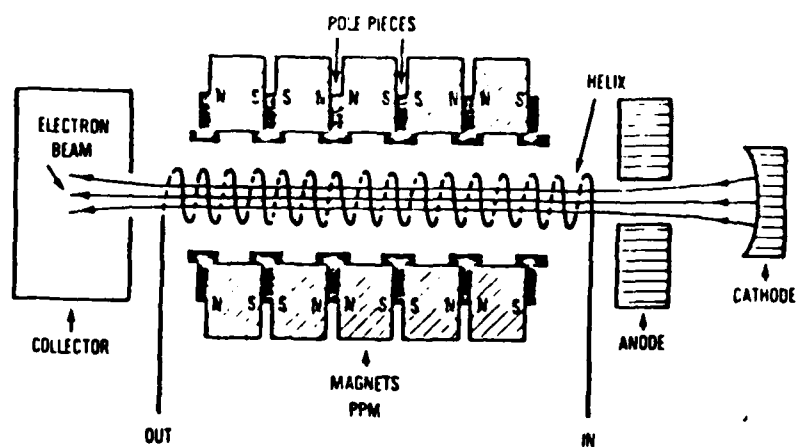 POLE PIECES
HELIX
N S S N N S S N S
ELECTRON
BEAM
N S S N N S S N S
CATHODE
COLLECTOR
ANODE
MAGNETS
PPM
OUT
IN